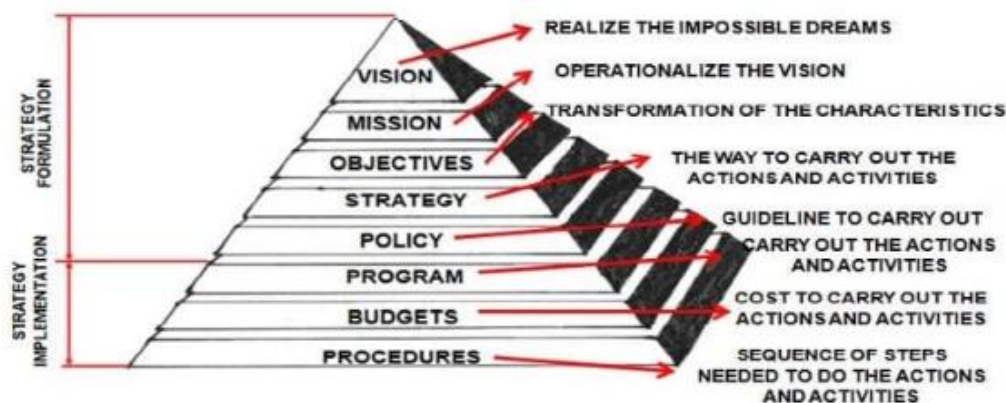 REALIZE THE IMPOSSIBLE DREAMS
VISION
OPERATIONALIZE THE VISION
MISSION
TRANSFORMATION OF THE CHARACTERISTICS
OBJECTIVES
STRATEGY
FORMULATION
THE WAY TO CARRY OUT THE
ACTIONS AND ACTIVITIES
STRATEGY
GUIDELINE TO CARRY OUT
POLICY
CARRY OUT THE ACTIONS
AND ACTIVITIES
PROGRAM
STRATEGY
IMPLEMENTATION
COST TO CARRY OUT THE
ACTIONS AND ACTIVITIES
BUDGETS
PROCEDURES
SEQUENCE OF STEPS
NEEDED TO DO THE ACTIONS
AND ACTIVITIES